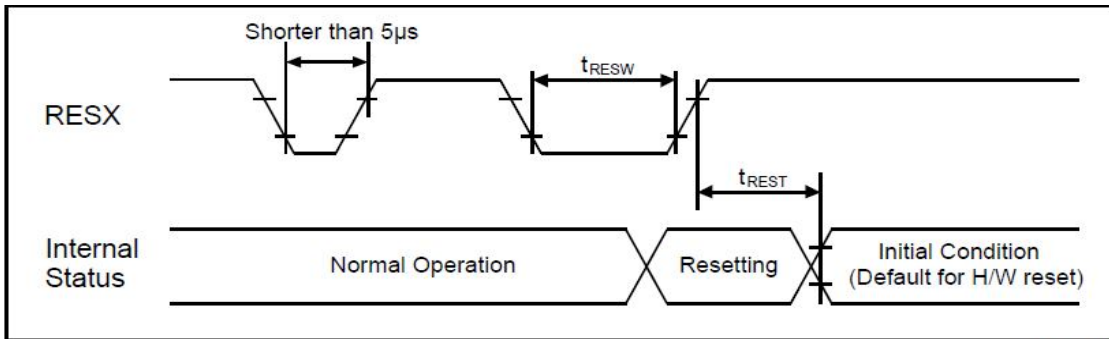 Shorter than 5µs
tRESW
RESX
tREST
Internal
Status
Normal Operation
Resetting
Initial Condition
(Default for H/W reset)